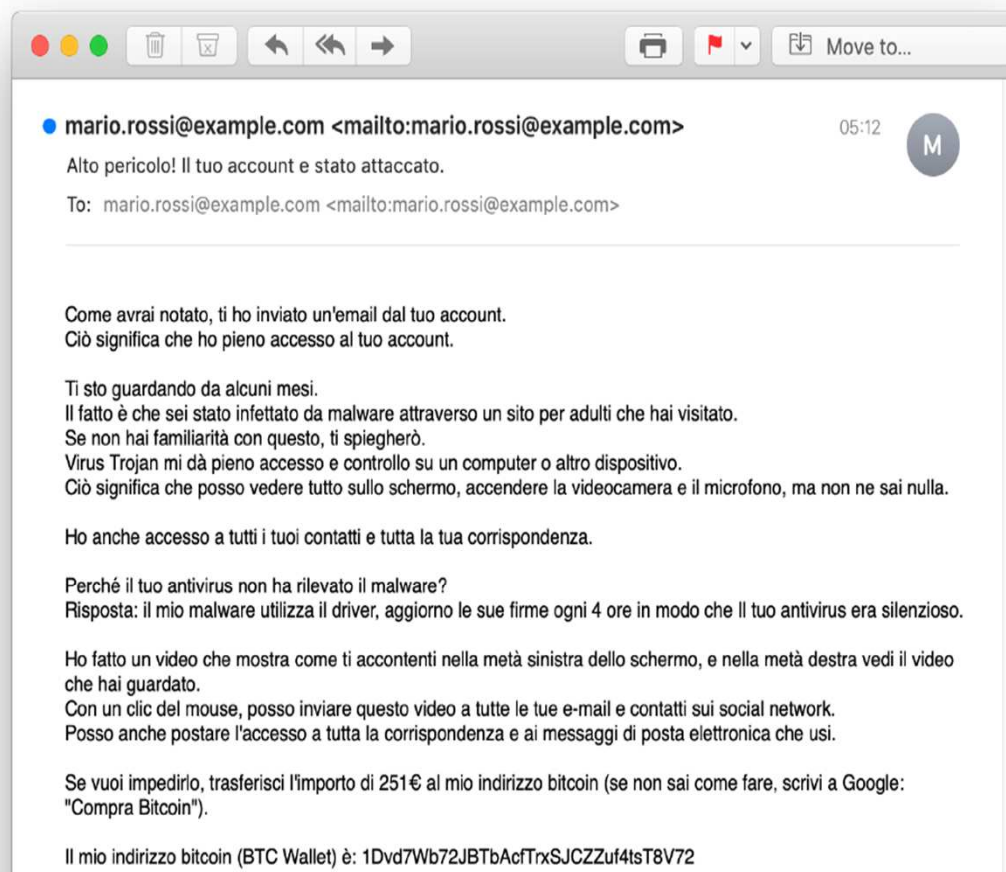 Move to...
mario.rossi@example.com <mailto:mario.rossi@example.com>
05:12
M
Alto pericolo! Il tuo account e stato attaccato.
To: mario.rossi@example.com <mailto:mario.rossi@example.com>
Come avrai notato, ti ho inviato un'email dal tuo account.
Ciò significa che ho pieno accesso al tuo account.
Ti sto guardando da alcuni mesi.
Il fatto è che sei stato infettato da malware attraverso un sito per adulti che hai visitato.
Se non hai familiarità con questo, ti spiegherò.
Virus Trojan mi dà pieno accesso e controllo su un computer o altro dispositivo.
Ciò significa che posso vedere tutto sullo schermo, accendere la videocamera e il microfono, ma non ne sai nulla.
Ho anche accesso a tutti i tuoi contatti e tutta la tua corrispondenza.
Perché il tuo antivirus non ha rilevato il malware?
Risposta: il mio malware utilizza il driver, aggiorno le sue firme ogni 4 ore in modo che Il tuo antivirus era silenzioso.
Ho fatto un video che mostra come ti accontenti nella metà sinistra dello schermo, e nella metà destra vedi il video
che hai guardato.
Con un clic del mouse, posso inviare questo video a tutte le tue e-mail e contatti sui social network.
Posso anche postare l'accesso a tutta la corrispondenza e ai messaggi di posta elettronica che usi.
Se vuoi impedirlo, trasferisci l'importo di 251€ al mio indirizzo bitcoin (se non sai come fare, scrivi a Google:
"Compra Bitcoin").
Il mio indirizzo bitcoin (BTC Wallet) è: 1Dvd7Wb72JBTbAcfTrxSJCZZuf4tsT8V72